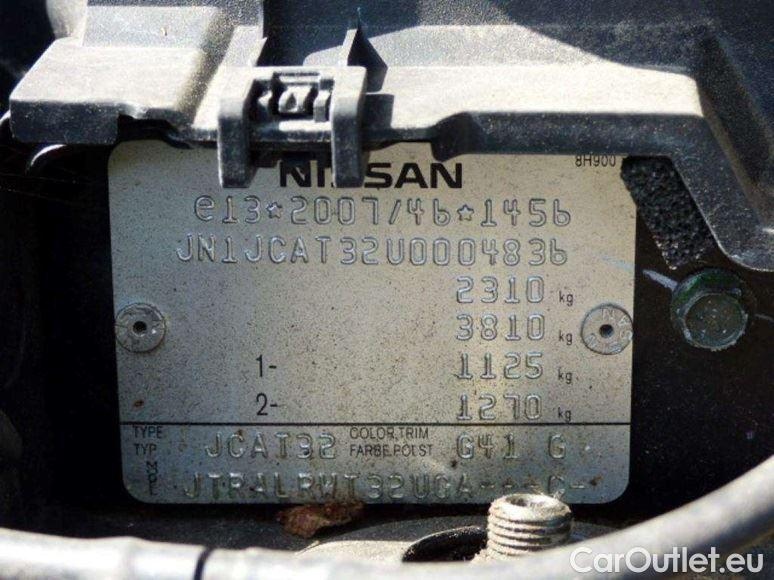 8H900
NISSAN
e13*2007/46*1456
JN1JCAT32U0004836
2310 kg
3810 kg
1- 1125 kg
2- 1270 kg
TYPE COLOR,TRIM
TYP JCAT32 FARBE,POLST G41 G
CarOutlet.eu